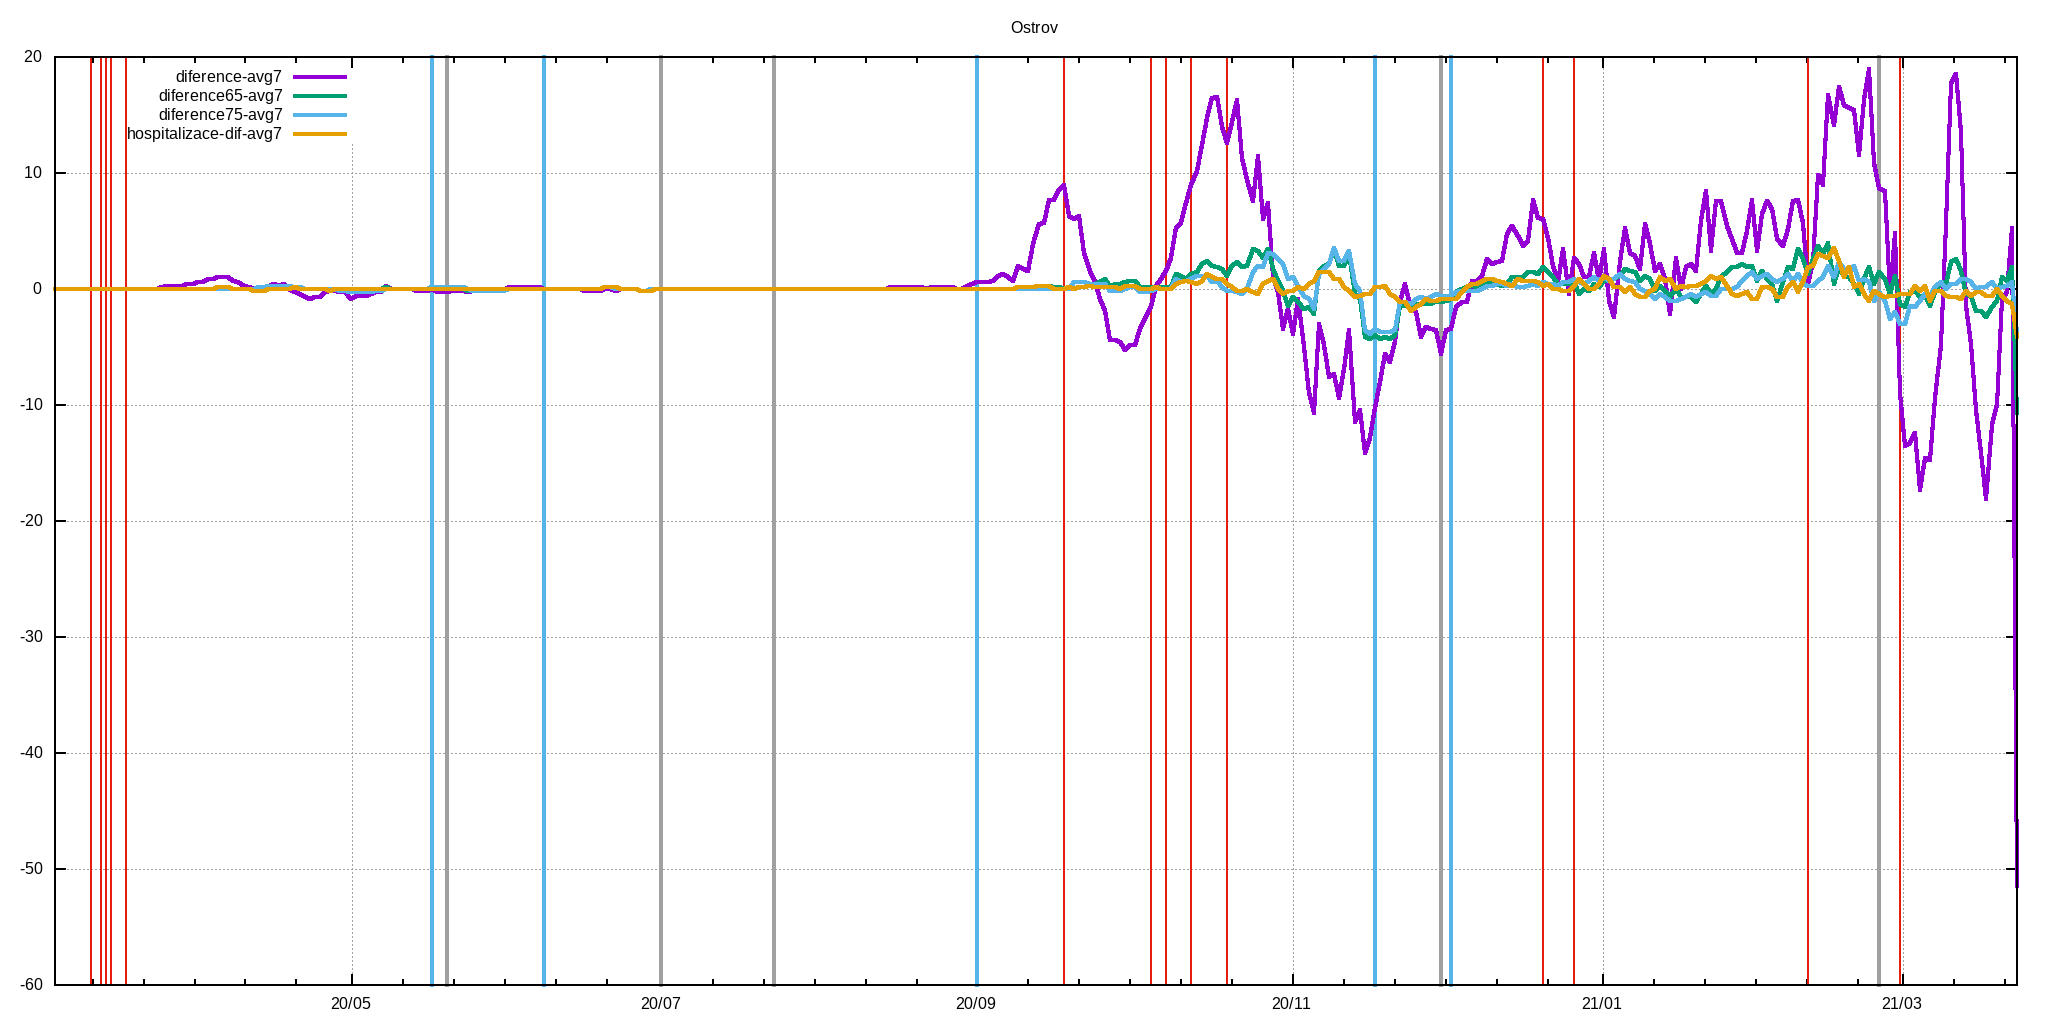 Ostrov
20
diference-avg7
diference65-avg7
diference75-avg7
hospitalizace-dif-avg7
10
0
-10
-20
-30
-40
-50
-60
20/05 20/07 20/09 20/11 21/01 21/03